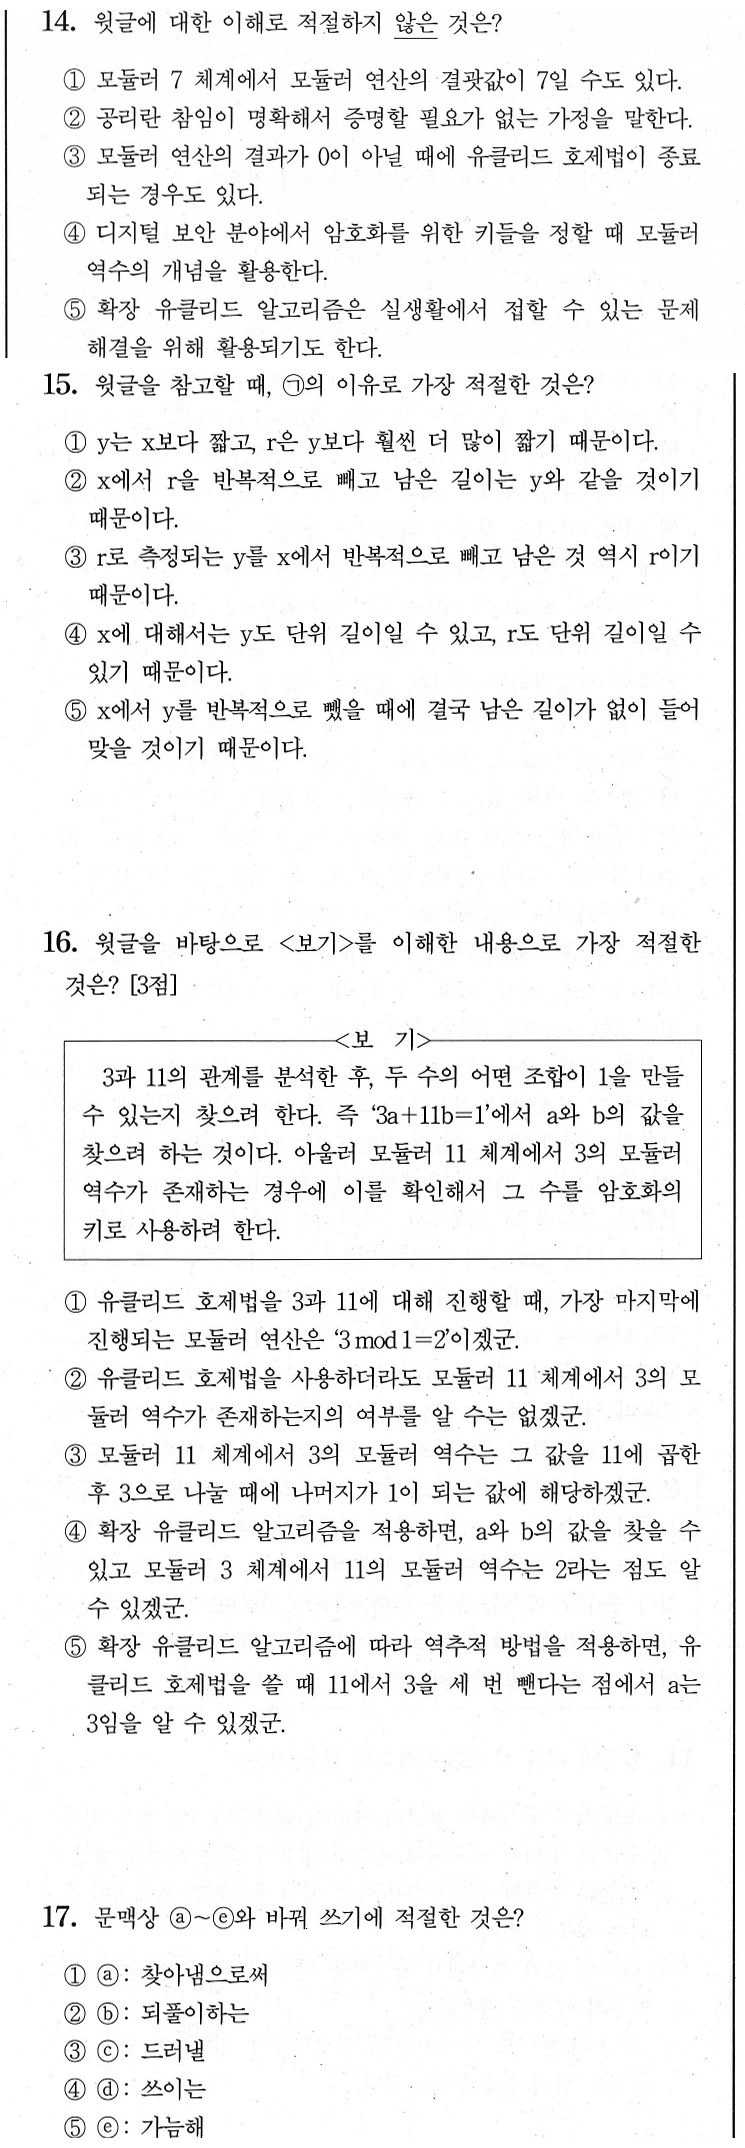 14. 윗글에 대한 이해로 적절하지 않은 것은?
① 모듈러 7 체계에서 모듈러 연산의 결괏값이 7일 수도 있다.
② 공리란 참임이 명확해서 증명할 필요가 없는 가정을 말한다.
③ 모듈러 연산의 결과가 0이 아닐 때에 유클리드 호제법이 종료
되는 경우도 있다.
④ 디지털 보안 분야에서 암호화를 위한 키들을 정할 때 모듈러
역수의 개념을 활용한다.
⑤ 확장 유클리드 알고리즘은 실생활에서 접할 수 있는 문제
해결을 위해 활용되기도 한다.
15. 윗글을 참고할 때, ㉠의 이유로 가장 적절한 것은?
① y는 x보다 짧고, r은 y보다 훨씬 더 많이 짧기 때문이다.
② x에서 r을 반복적으로 빼고 남은 길이는 y와 같을 것이기
때문이다.
③ r로 측정되는 y를 x에서 반복적으로 빼고 남은 것 역시 r이기
때문이다.
④ x에 대해서는 y도 단위 길이일 수 있고, r도 단위 길이일 수
있기 때문이다.
⑤ x에서 y를 반복적으로 뺐을 때에 결국 남은 길이가 없이 들어
맞을 것이기 때문이다.
16. 윗글을 바탕으로 <보기>를 이해한 내용으로 가장 적절한
것은? [3점]
<보 기>
3과 11의 관계를 분석한 후, 두 수의 어떤 조합이 1을 만들
수 있는지 찾으려 한다. 즉 ‘3a+11b=1’에서 a와 b의 값을
찾으려 하는 것이다. 아울러 모듈러 11 체계에서 3의 모듈러
역수가 존재하는 경우에 이를 확인해서 그 수를 암호화의
키로 사용하려 한다.
① 유클리드 호제법을 3과 11에 대해 진행할 때, 가장 마지막에
진행되는 모듈러 연산은 ‘3 mod 1=2’이겠군.
② 유클리드 호제법을 사용하더라도 모듈러 11 체계에서 3의 모
듈러 역수가 존재하는지의 여부를 알 수는 없겠군.
③ 모듈러 11 체계에서 3의 모듈러 역수는 그 값을 11에 곱한
후 3으로 나눌 때에 나머지가 1이 되는 값에 해당하겠군.
④ 확장 유클리드 알고리즘을 적용하면, a와 b의 값을 찾을 수
있고 모듈러 3 체계에서 11의 모듈러 역수는 2라는 점도 알
수 있겠군.
⑤ 확장 유클리드 알고리즘에 따라 역추적 방법을 적용하면, 유
클리드 호제법을 쓸 때 11에서 3을 세 번 뺀다는 점에서 a는
3임을 알 수 있겠군.
17. 문맥상 ⓐ~ⓔ와 바꿔 쓰기에 적절한 것은?
① ⓐ: 찾아냄으로써
② ⓑ: 되풀이하는
③ ⓒ: 드러낼
④ ⓓ: 쓰이는
⑤ ⓔ: 가늠해